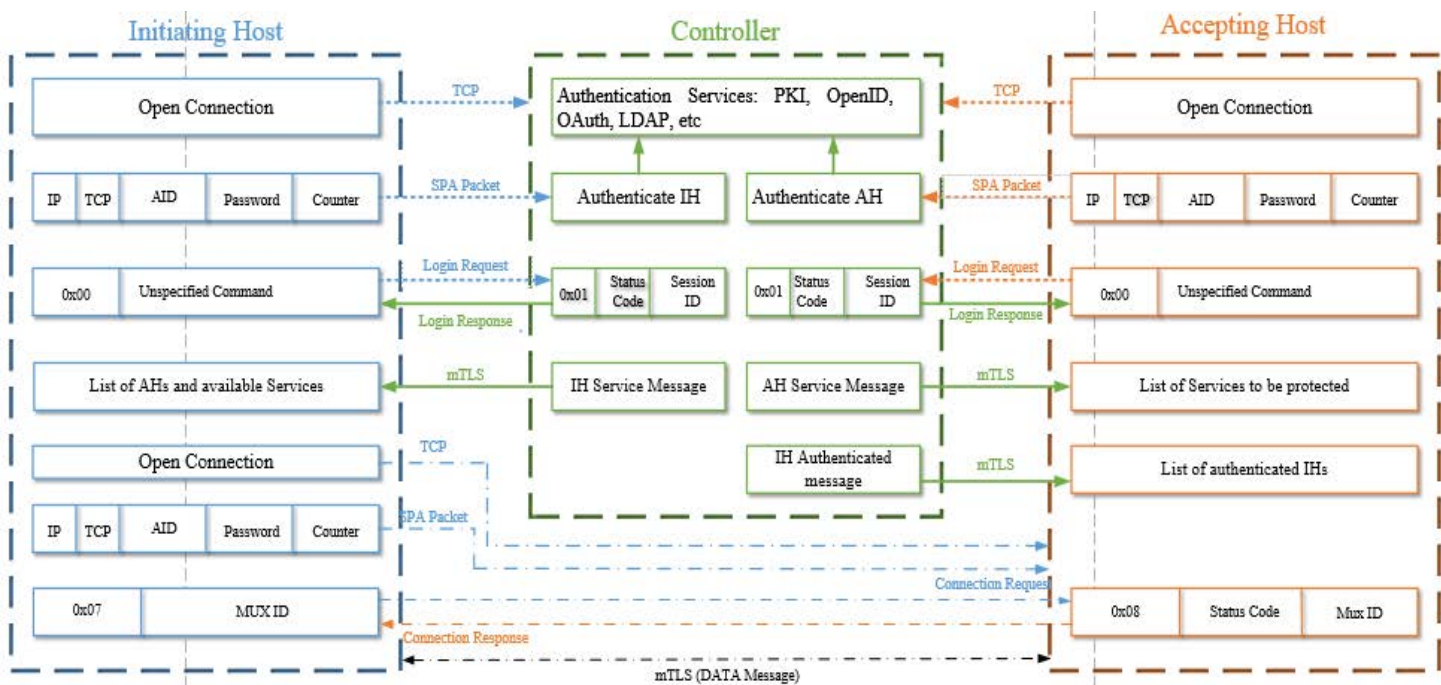 Initiating Host
Controller
Accepting Host
Open Connection
TCP
Authentication Services: PKI, OpenID,
OAuth, LDAP, etc
TCP
Open Connection
IP TCP AID Password Counter
SPA Packet
Authenticate IH
Authenticate AH
SPA Packet
IP TCP AID Password Counter
0x00 Unspecified Command
Login Request
Login Response
0x01 Status
Code Session
ID
0x01 Status
Code Session
ID
Login Request
Login Response
0x00 Unspecified Command
List of AHs and available Services
mTLS
IH Service Message
AH Service Message
mTLS
List of Services to be protected
Open Connection
TCP
IH Authenticated
message
mTLS
List of authenticated IHs
IP TCP AID Password Counter
SPA Packet
0x07 MUX ID
Connection Reques
Connection Response
0x08 Status Code Mux ID
mTLS (DATA Message)